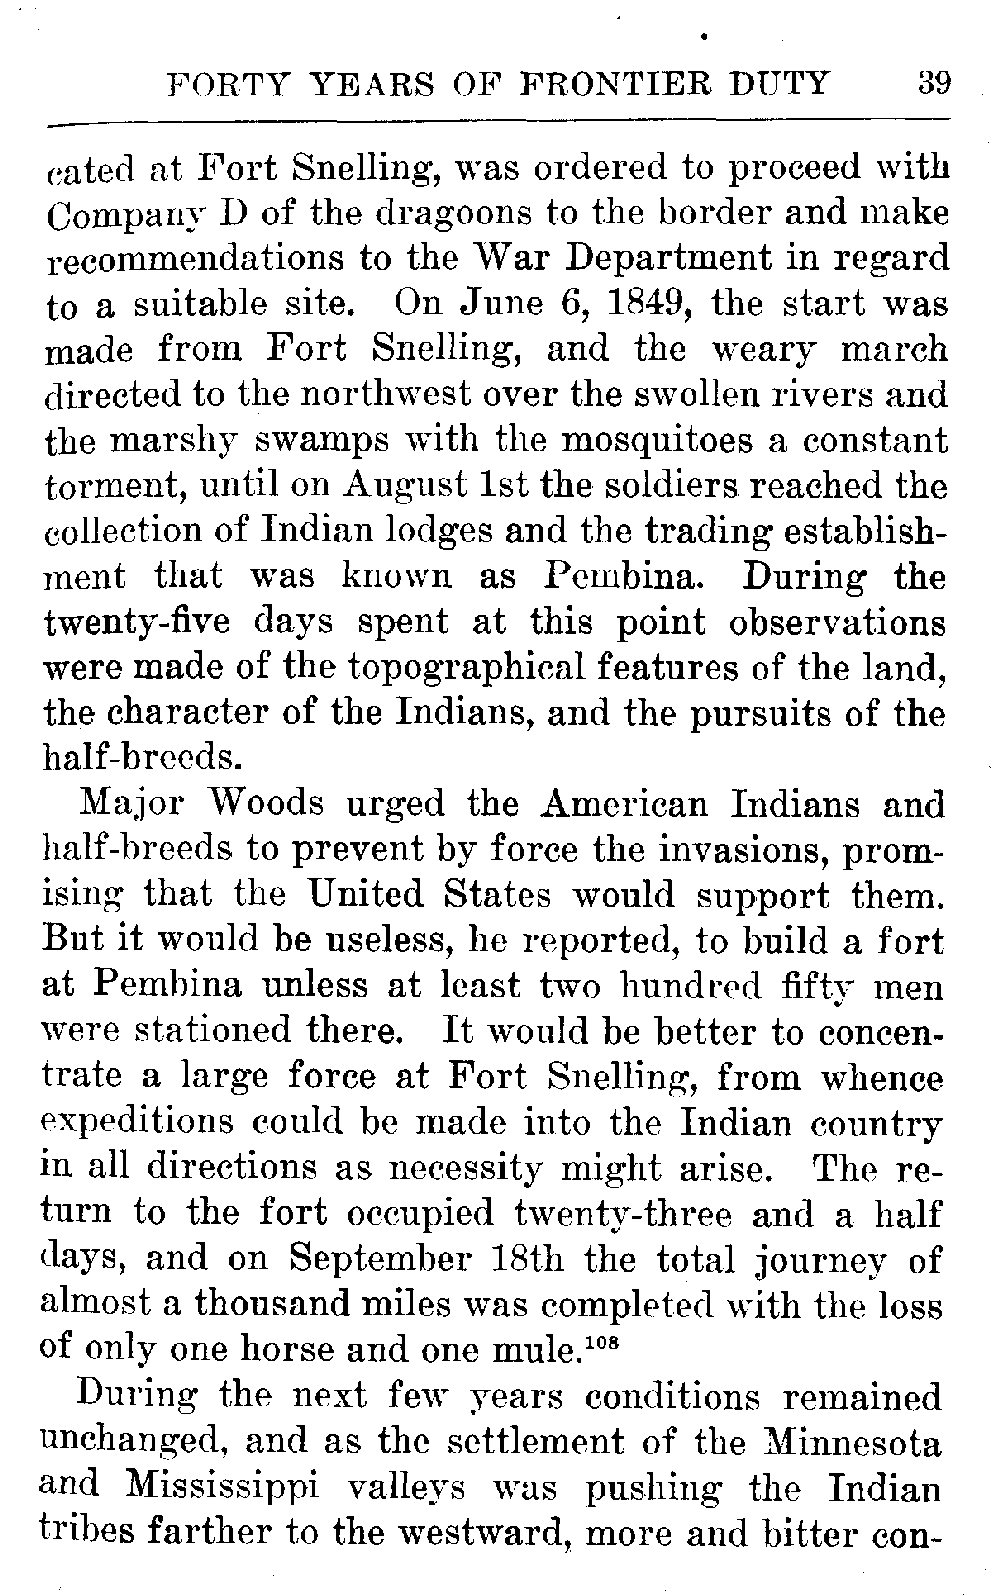 FORTY YEARS OF FRONTIER DUTY 39
cated at Fort Snelling, was ordered to proceed with
Company D of the dragoons to the border and make
recommendations to the War Department in regard
to a suitable site. On June 6, 1849, the start was
made from Fort Snelling, and the weary march
directed to the northwest over the swollen rivers and
the marshy swamps with the mosquitoes a constant
torment, until on August 1st the soldiers reached the
collection of Indian lodges and the trading establish-
ment that was known as Pembina. During the
twenty-five days spent at this point observations
were made of the topographical features of the land,
the character of the Indians, and the pursuits of the
half-breeds.
Major Woods urged the American Indians and
half-breeds to prevent by force the invasions, prom-
ising that the United States would support them.
But it would be useless, he reported, to build a fort
at Pembina unless at least two hundred fifty men
were stationed there. It would be better to concen-
trate a large force at Fort Snelling, from whence
expeditions could be made into the Indian country
in all directions as necessity might arise. The re-
turn to the fort occupied twenty-three and a half
days, and on September 18th the total journey of
almost a thousand miles was completed with the loss
of only one horse and one mule.¹⁰⁸
During the next few years conditions remained
unchanged, and as the settlement of the Minnesota
and Mississippi valleys was pushing the Indian
tribes farther to the westward, more and bitter con-